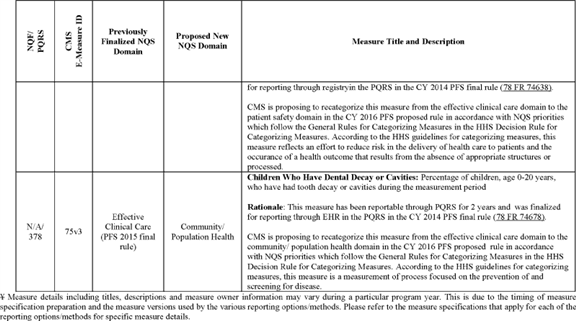 NQF/
PQRS
CMS
E-Measure ID
Previously
Finalized NQS
Domain
Proposed New
NQS Domain
Measure Title and Description
for reporting through registryin the PQRS in the CY 2014 PFS final rule (78 FR 74638).
CMS is proposing to recategorize this measure from the effective clinical care domain to the
patient safety domain in the CY 2016 PFS proposed rule in accordance with NQS priorities
which follow the General Rules for Categorizing Measures in the HHS Decision Rule for
Categorizing Measures. According to the HHS guidelines for categorizing measures, this
measure reflects an effort to reduce risk in the delivery of health care to patients and the
occurance of a health outcome that results from the absence of appropriate structures or
processed.
N/A/
378
75v3
Effective
Clinical Care
(PFS 2015 final
rule)
Community/
Population Health
Children Who Have Dental Decay or Cavities: Percentage of children, age 0-20 years,
who have had tooth decay or cavities during the measurement period
Rationale: This measure has been reportable through PQRS for 2 years and was finalized
for reporting through EHR in the PQRS in the CY 2014 PFS final rule (78 FR 74678).
CMS is proposing to recategorize this measure from the effective clinical care domain to the
community/ population health domain in the CY 2016 PFS proposed rule in accordance
with NQS priorities which follow the General Rules for Categorizing Measures in the HHS
Decision Rule for Categorizing Measures. According to the HHS guidelines for categorizing
measures, this measure is a measurement of process focused on the prevention of and
screening for disease.
¥ Measure details including titles, descriptions and measure owner information may vary during a particular program year. This is due to the timing of measure
specification preparation and the measure versions used by the various reporting options/methods. Please refer to the measure specifications that apply for each of the
reporting options/methods for specific measure details.